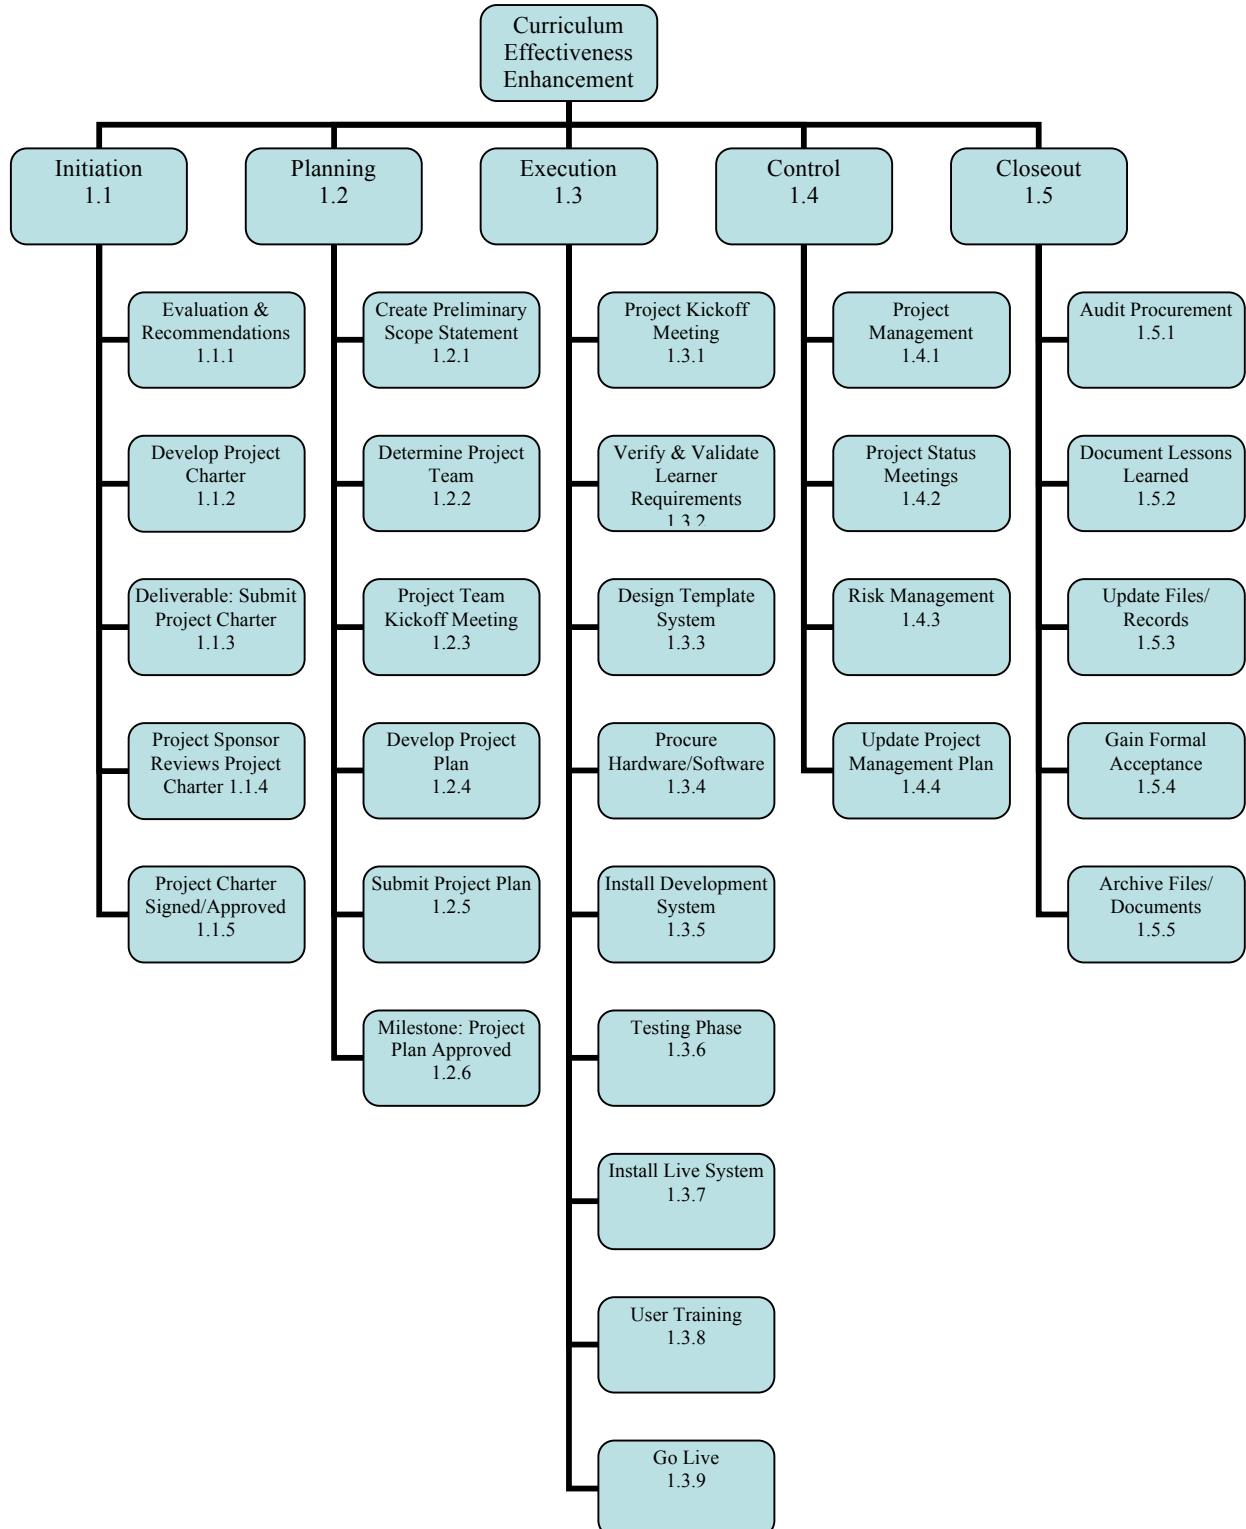 Curriculum
Effectiveness
Enhancement
Initiation
1.1
Planning
1.2
Execution
1.3
Control
1.4
Closeout
1.5
Evaluation &
Recommendations
1.1.1
Develop Project
Charter
1.1.2
Deliverable: Submit
Project Charter
1.1.3
Project Sponsor
Reviews Project
Charter 1.1.4
Project Charter
Signed/Approved
1.1.5
Create Preliminary
Scope Statement
1.2.1
Determine Project
Team
1.2.2
Project Team
Kickoff Meeting
1.2.3
Develop Project
Plan
1.2.4
Submit Project Plan
1.2.5
Milestone: Project
Plan Approved
1.2.6
Project Kickoff
Meeting
1.3.1
Verify & Validate
Learner
Requirements
1.3.2
Design Template
System
1.3.3
Procure
Hardware/Software
1.3.4
Install Development
System
1.3.5
Testing Phase
1.3.6
Install Live System
1.3.7
User Training
1.3.8
Go Live
1.3.9
Project
Management
1.4.1
Project Status
Meetings
1.4.2
Risk Management
1.4.3
Update Project
Management Plan
1.4.4
Audit Procurement
1.5.1
Document Lessons
Learned
1.5.2
Update Files/
Records
1.5.3
Gain Formal
Acceptance
1.5.4
Archive Files/
Documents
1.5.5